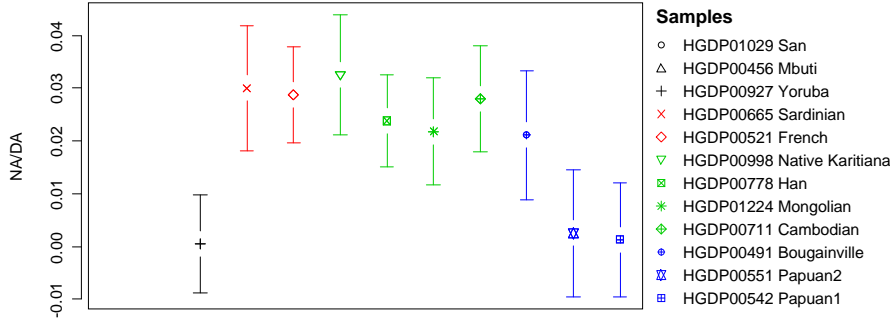 NA/DA
0.04
0.03
0.02
0.01
0.00
-0.01
Samples
HGDP01029 San
HGDP00456 Mbuti
HGDP00927 Yoruba
HGDP00665 Sardinian
HGDP00521 French
HGDP00998 Native Karitiana
HGDP00778 Han
HGDP01224 Mongolian
HGDP00711 Cambodian
HGDP00491 Bougainville
HGDP00551 Papuan2
HGDP00542 Papuan1